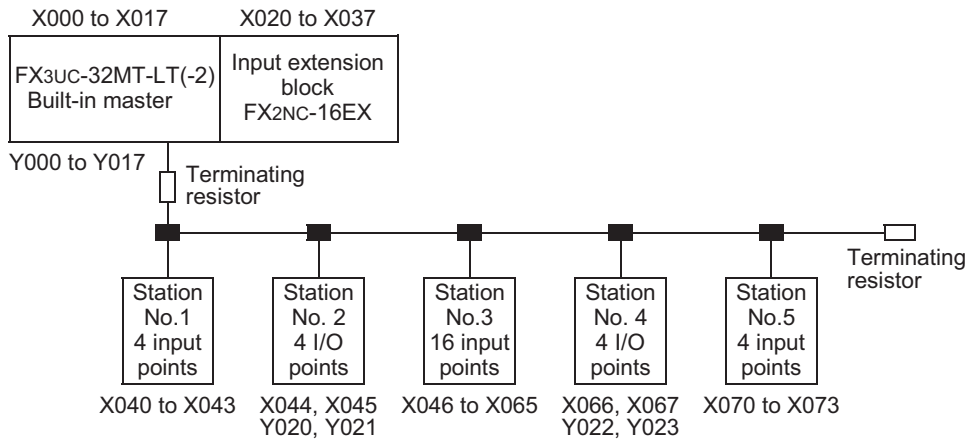 X000 to X017
X020 to X037
FX3UC-32MT-LT(-2)
Built-in master
Input extension
block
FX2NC-16EX
Y000 to Y017
Terminating
resistor
Terminating
resistor
Station
No.1
4 input
points
Station
No. 2
4 I/O
points
Station
No.3
16 input
points
Station
No. 4
4 I/O
points
Station
No.5
4 input
points
X040 to X043
X044, X045
Y020, Y021
X046 to X065
X066, X067
Y022, Y023
X070 to X073